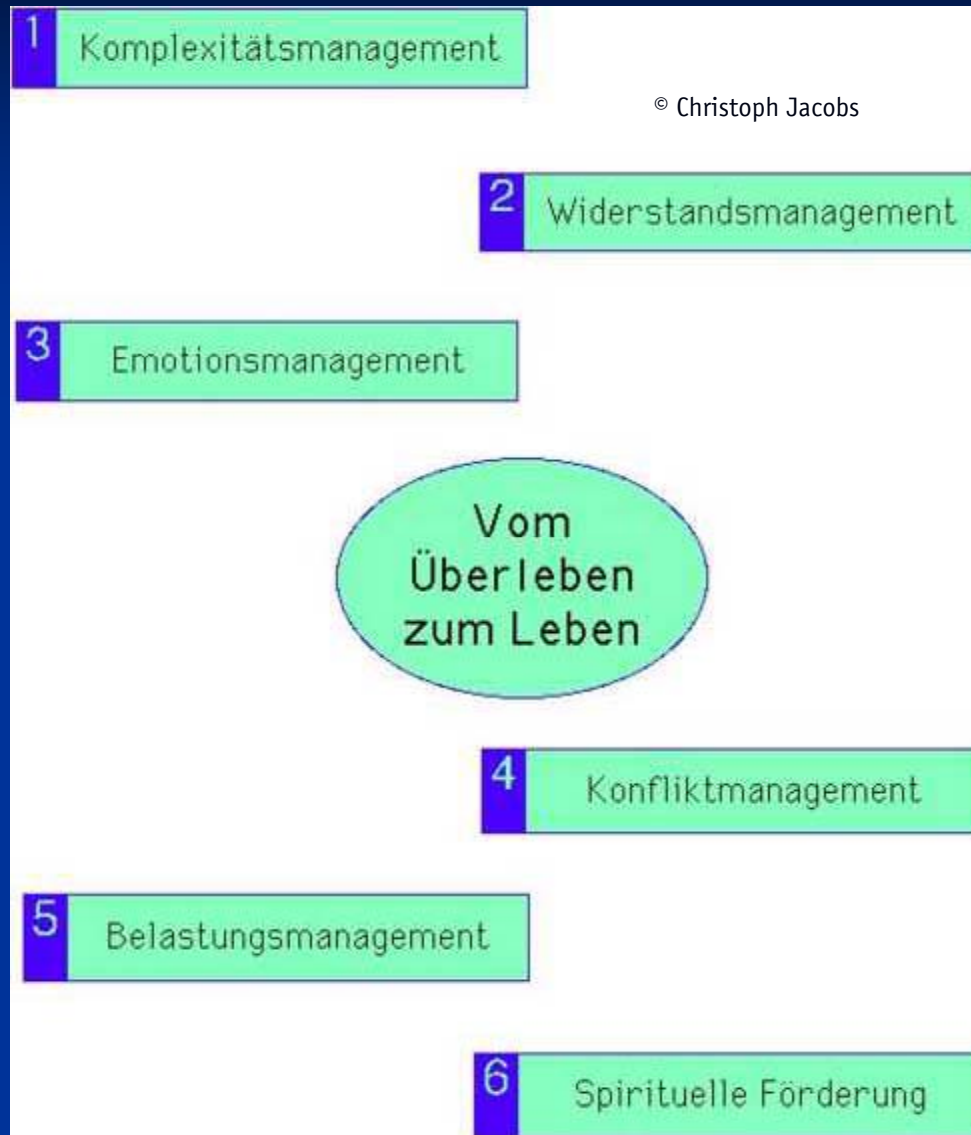 1 Komplexitätsmanagement
© Christoph Jacobs
2 Widerstandsmanagement
3 Emotionsmanagement
Vom
Überleben
zum Leben
4 Konfliktmanagement
5 Belastungsmanagement
6 Spirituelle Förderung